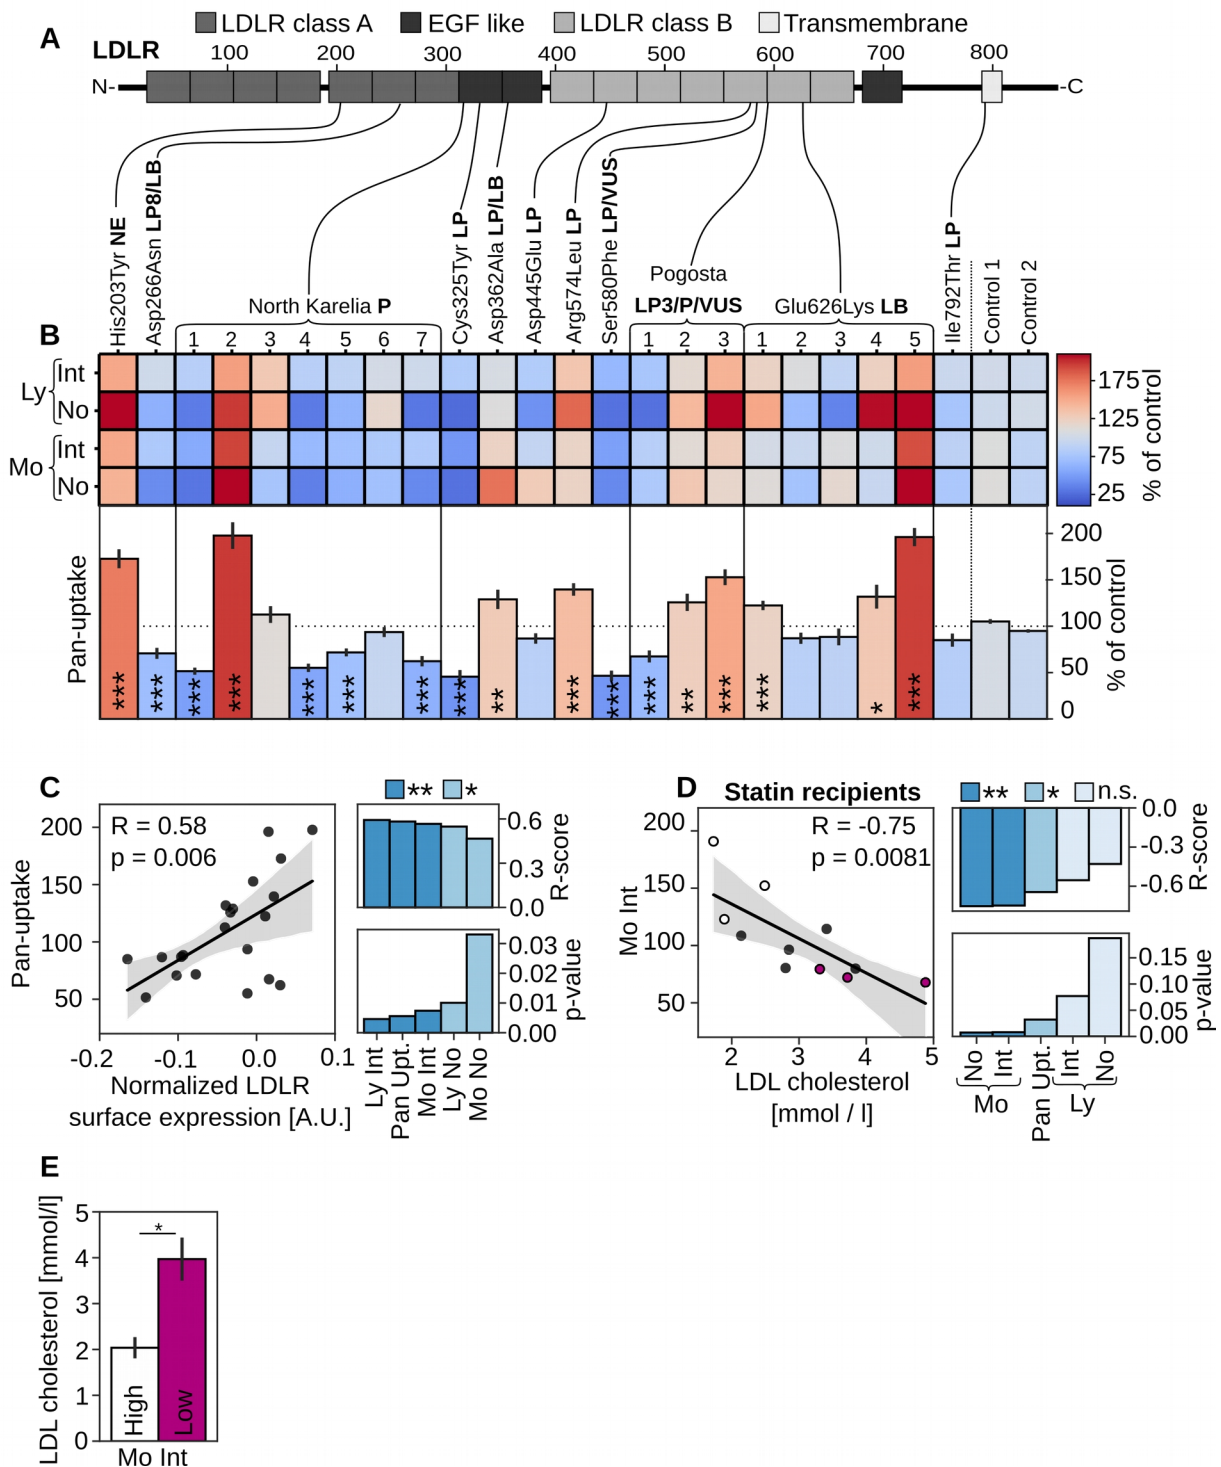 LDLR class A EGF like LDLR class B Transmembrane
A
LDLR 100 200 300 400 500 600 700 800
N- -C
His203Tyr NE
Asp266Asn LP8/LB
North Karelia P
Cys325Tyr LP
Asp362Ala LP/LB
Asp445Glu LP
Arg574Leu LP
Ser580Phe LP/VUS
Pogosta
LP3/P/VUS
Glu626Lys LB
Ile792Thr LP
Control 1
Control 2
B
1 2 3 4 5 6 7 1 2 3 1 2 3 4 5
Ly Int
No
Mo Int
No
175
125
75
25
% of control
Pan-uptake
*** *** *** *** *** *** *** *** ** *** *** *** ** *** *** * ***
200
150
100
50
0
% of control
C
R = 0.58
p = 0.006
200
150
100
50
Pan-uptake
-0.2 -0.1 0.0 0.1
Normalized LDLR
surface expression [A.U.]
** *
0.6
0.3
0.0
R-score
0.03
0.02
0.01
0.00
p-value
Ly Int
Pan Upt.
Mo Int
Ly No
Mo No
D
Statin recipients
R = -0.75
p = 0.0081
200
150
100
50
Mo Int
2 3 4 5
LDL cholesterol
[mmol / l]
** * n.s.
0.0
-0.3
-0.6
R-score
0.15
0.10
0.05
0.00
p-value
No Int Pan Upt. Int No
Mo Ly
E
LDL cholesterol [mmol/l]
5
4
3
2
1
0
*
High Low
Mo Int